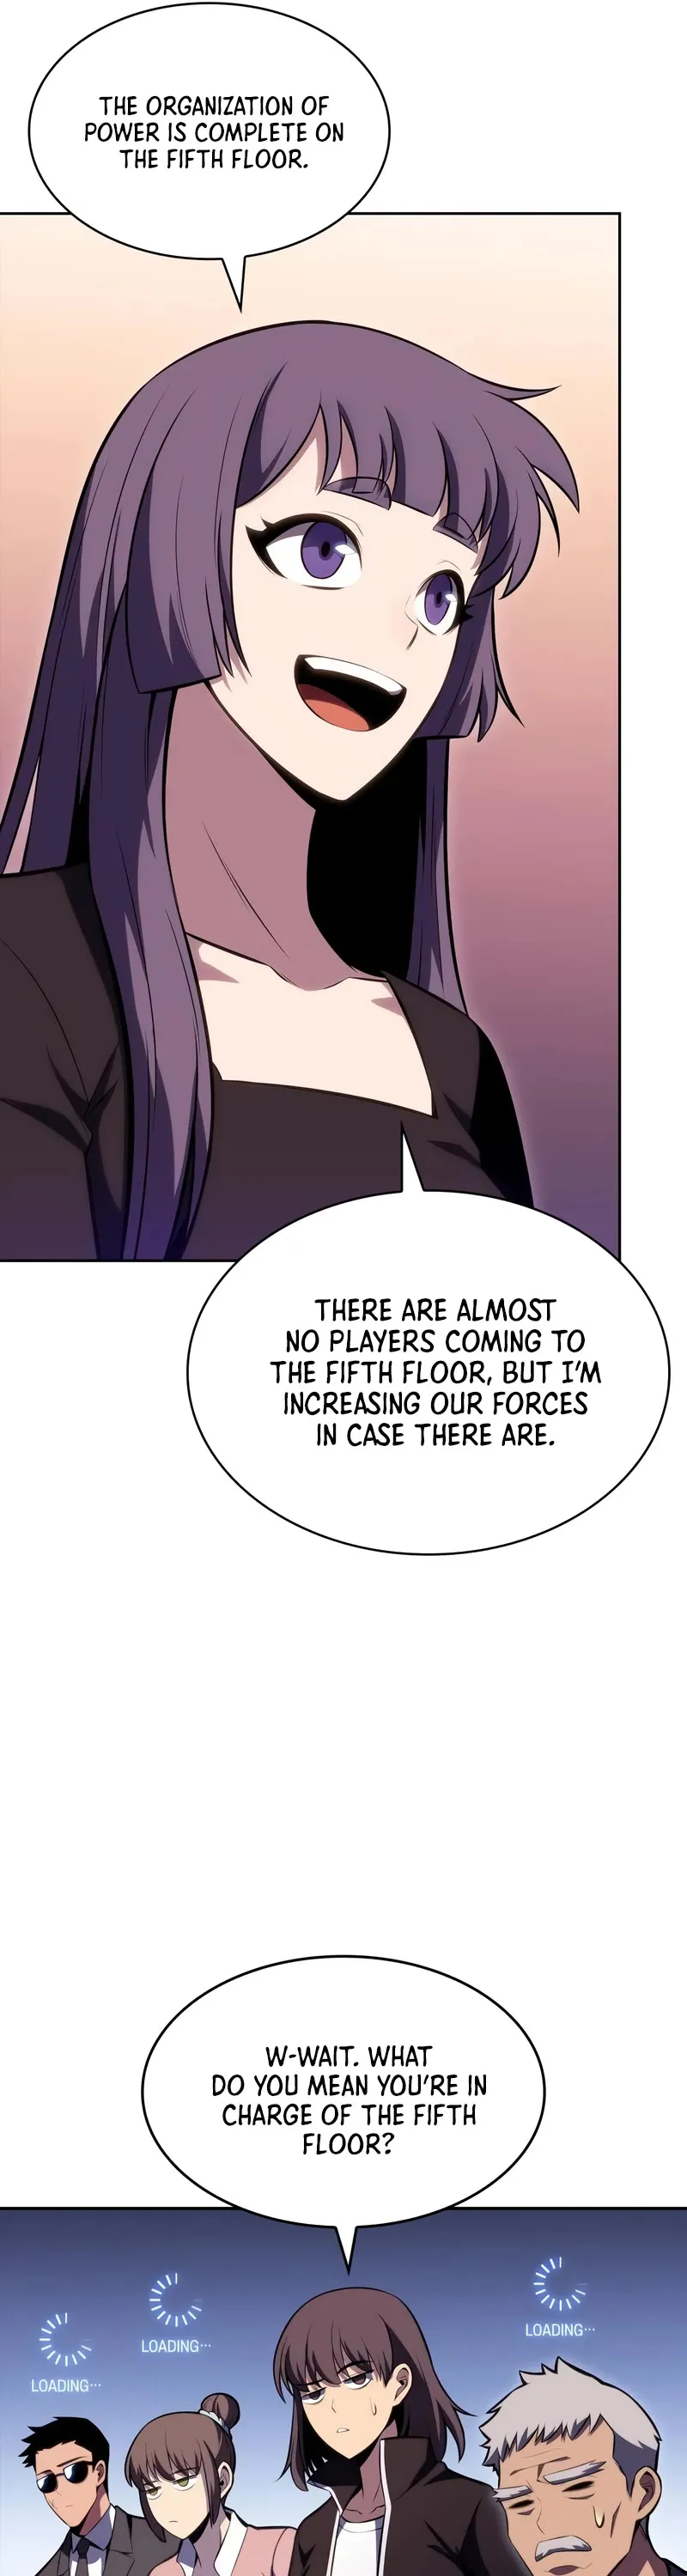 THE ORGANIZATION OF
POWER IS COMPLETE ON
THE FIFTH FLOOR.
THERE ARE ALMOST
NO PLAYERS COMING TO
THE FIFTH FLOOR, BUT I'M
INCREASING OUR FORCES
IN CASE THERE ARE.
W-WAIT. WHAT
DO YOU MEAN YOU'RE IN
CHARGE OF THE FIFTH
FLOOR?
LOADING...
LOADING...
LOADING...